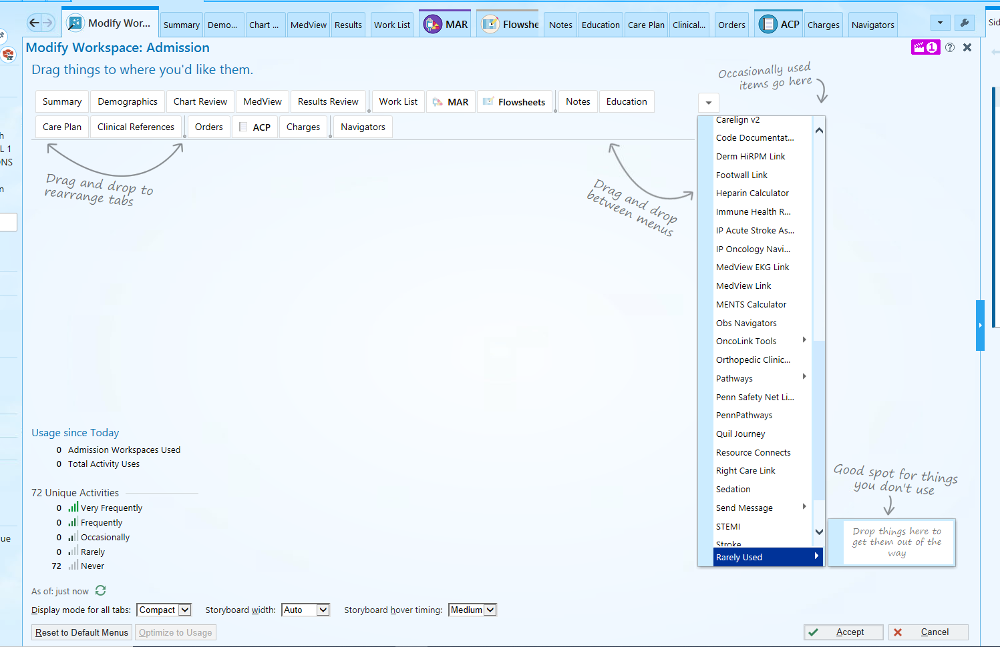 Modify Wor...
Summary
Demo...
Chart ...
MedView
Results
Work List
MAR
Flowshe
Notes
Education
Care Plan
Clinical...
Orders
ACP
Charges
Navigators
Sid
Modify Workspace: Admission
1
Drag things to where you'd like them.
Occasionally used
items go here
Summary
Demographics
Chart Review
MedView
Results Review
Work List
MAR
Flowsheets
Notes
Education
Care Plan
Clinical References
Orders
ACP
Charges
Navigators
Drag and drop to
rearrange tabs
Drag and drop
between menus
Carelign v2
Code Documentat...
Derm HiRPM Link
Footwall Link
Heparin Calculator
Immune Health R...
IP Acute Stroke As...
IP Oncology Navi...
MedView EKG Link
MedView Link
MENTS Calculator
Obs Navigators
OncoLink Tools
Orthopedic Clinic...
Pathways
Penn Safety Net Li...
PennPathways
Quil Journey
Resource Connects
Right Care Link
Sedation
Send Message
STEMI
Stroke
Rarely Used
Good spot for things
you don't use
Drop things here to
get them out of the
way
h
L 1
ONS
n
ue
Usage since Today
0 Admission Workspaces Used
0 Total Activity Uses
72 Unique Activities
0 Very Frequently
0 Frequently
0 Occasionally
0 Rarely
72 Never
As of: just now
Display mode for all tabs: Compact
Storyboard width: Auto
Storyboard hover timing: Medium
Reset to Default Menus
Optimize to Usage
Accept
Cancel